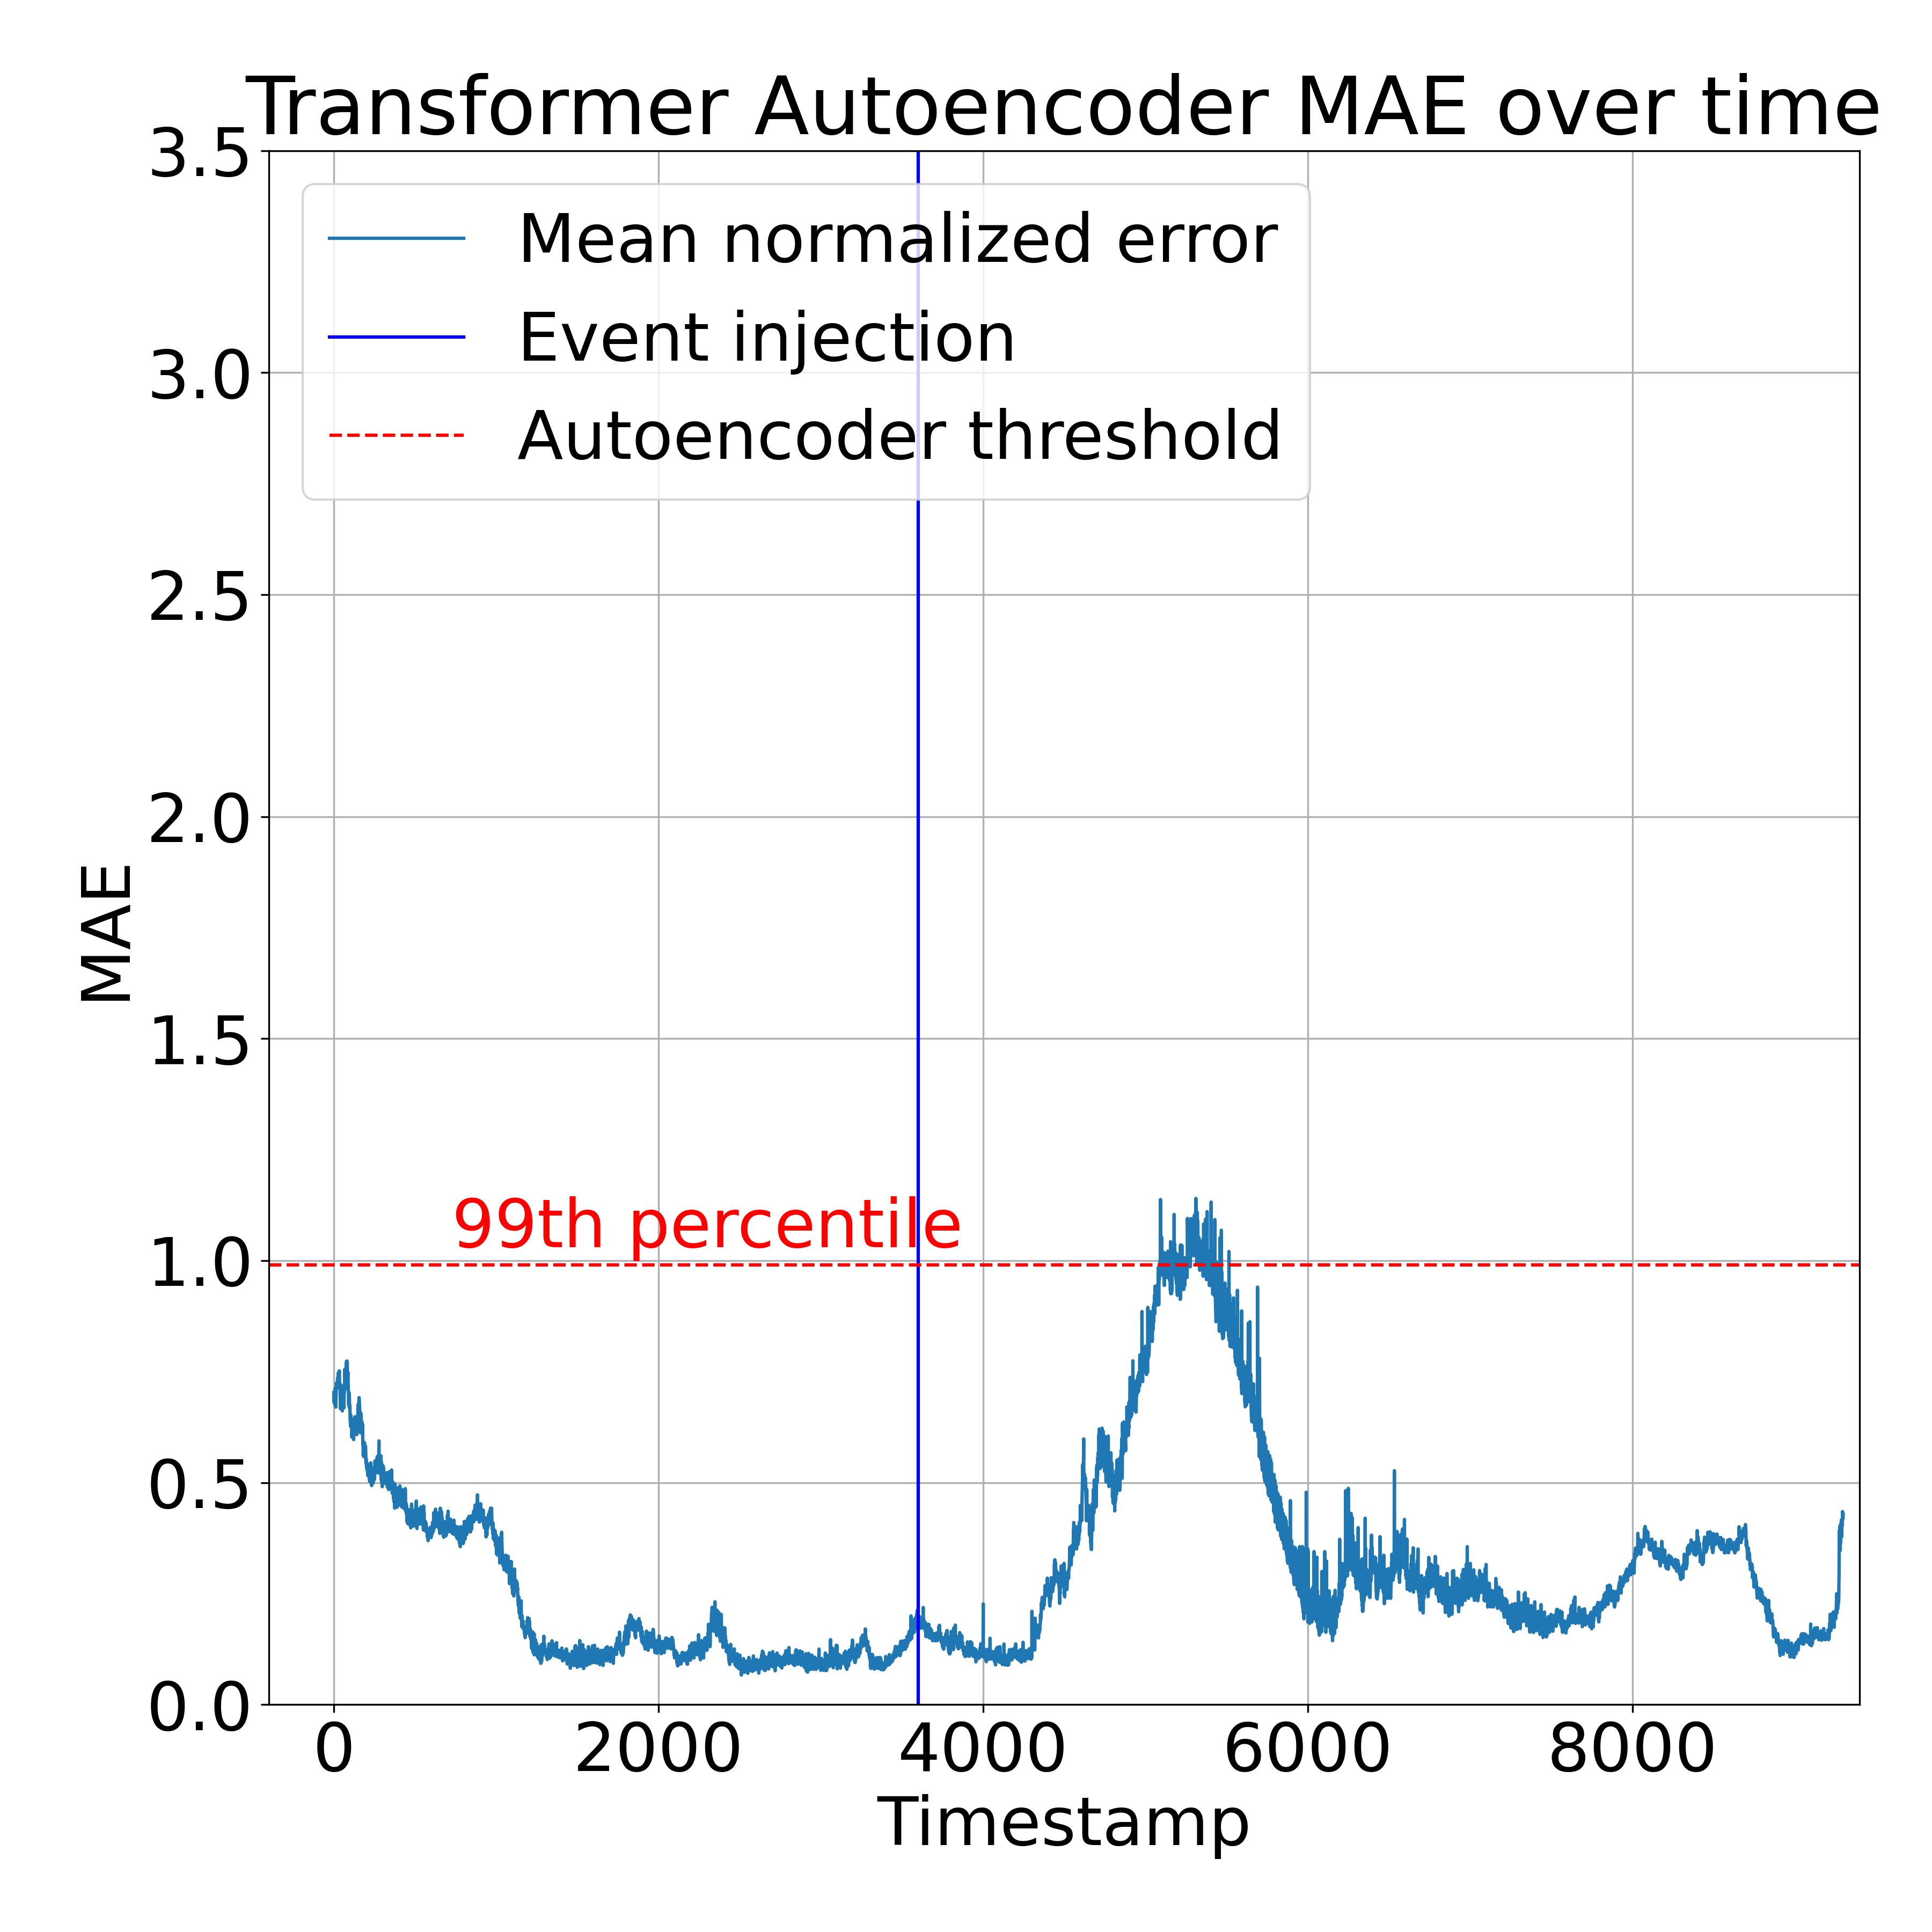 Transformer Autoencoder MAE over time
Mean normalized error
Event injection
Autoencoder threshold
3.5
3.0
2.5
2.0
1.5
1.0
0.5
0.0
MAE
99th percentile
0 2000 4000 6000 8000
Timestamp